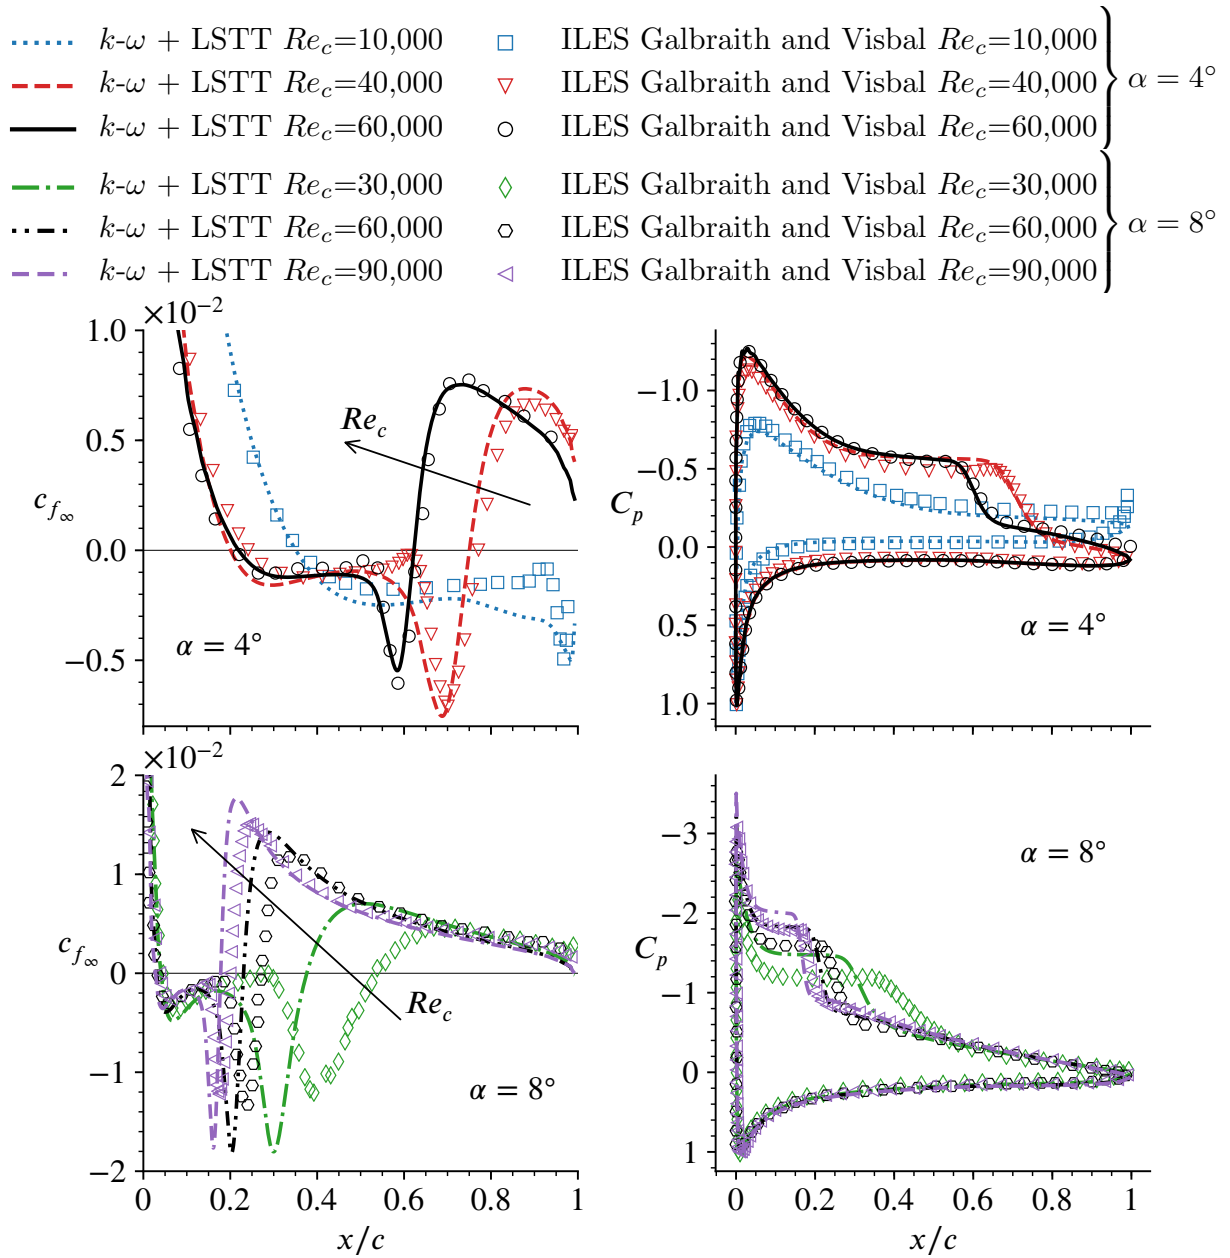 k-ω + LSTT Re_c=10,000 ILES Galbraith and Visbal Re_c=10,000
k-ω + LSTT Re_c=40,000 ILES Galbraith and Visbal Re_c=40,000 α = 4°
k-ω + LSTT Re_c=60,000 ILES Galbraith and Visbal Re_c=60,000
k-ω + LSTT Re_c=30,000 ILES Galbraith and Visbal Re_c=30,000
k-ω + LSTT Re_c=60,000 ILES Galbraith and Visbal Re_c=60,000 α = 8°
k-ω + LSTT Re_c=90,000 ILES Galbraith and Visbal Re_c=90,000
×10⁻²
1.0
0.5
0.0
−0.5
c_f∞
Re_c
α = 4°
−1.0
−0.5
0.0
0.5
1.0
C_p
α = 4°
×10⁻²
2
1
0
−1
−2
c_f∞
Re_c
α = 8°
0 0.2 0.4 0.6 0.8 1
x/c
−3
−2
−1
0
1
C_p
α = 8°
0 0.2 0.4 0.6 0.8 1
x/c